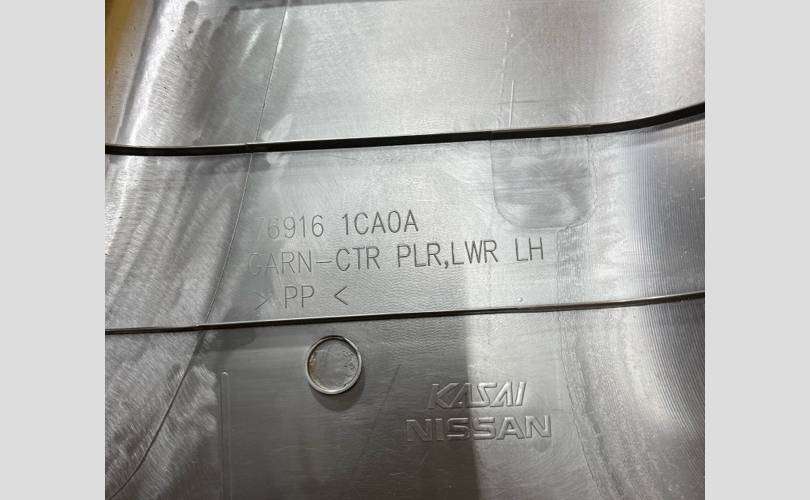 76916 1CA0A
GARN-CTR PLR,LWR LH
> PP <
KASAI
NISSAN